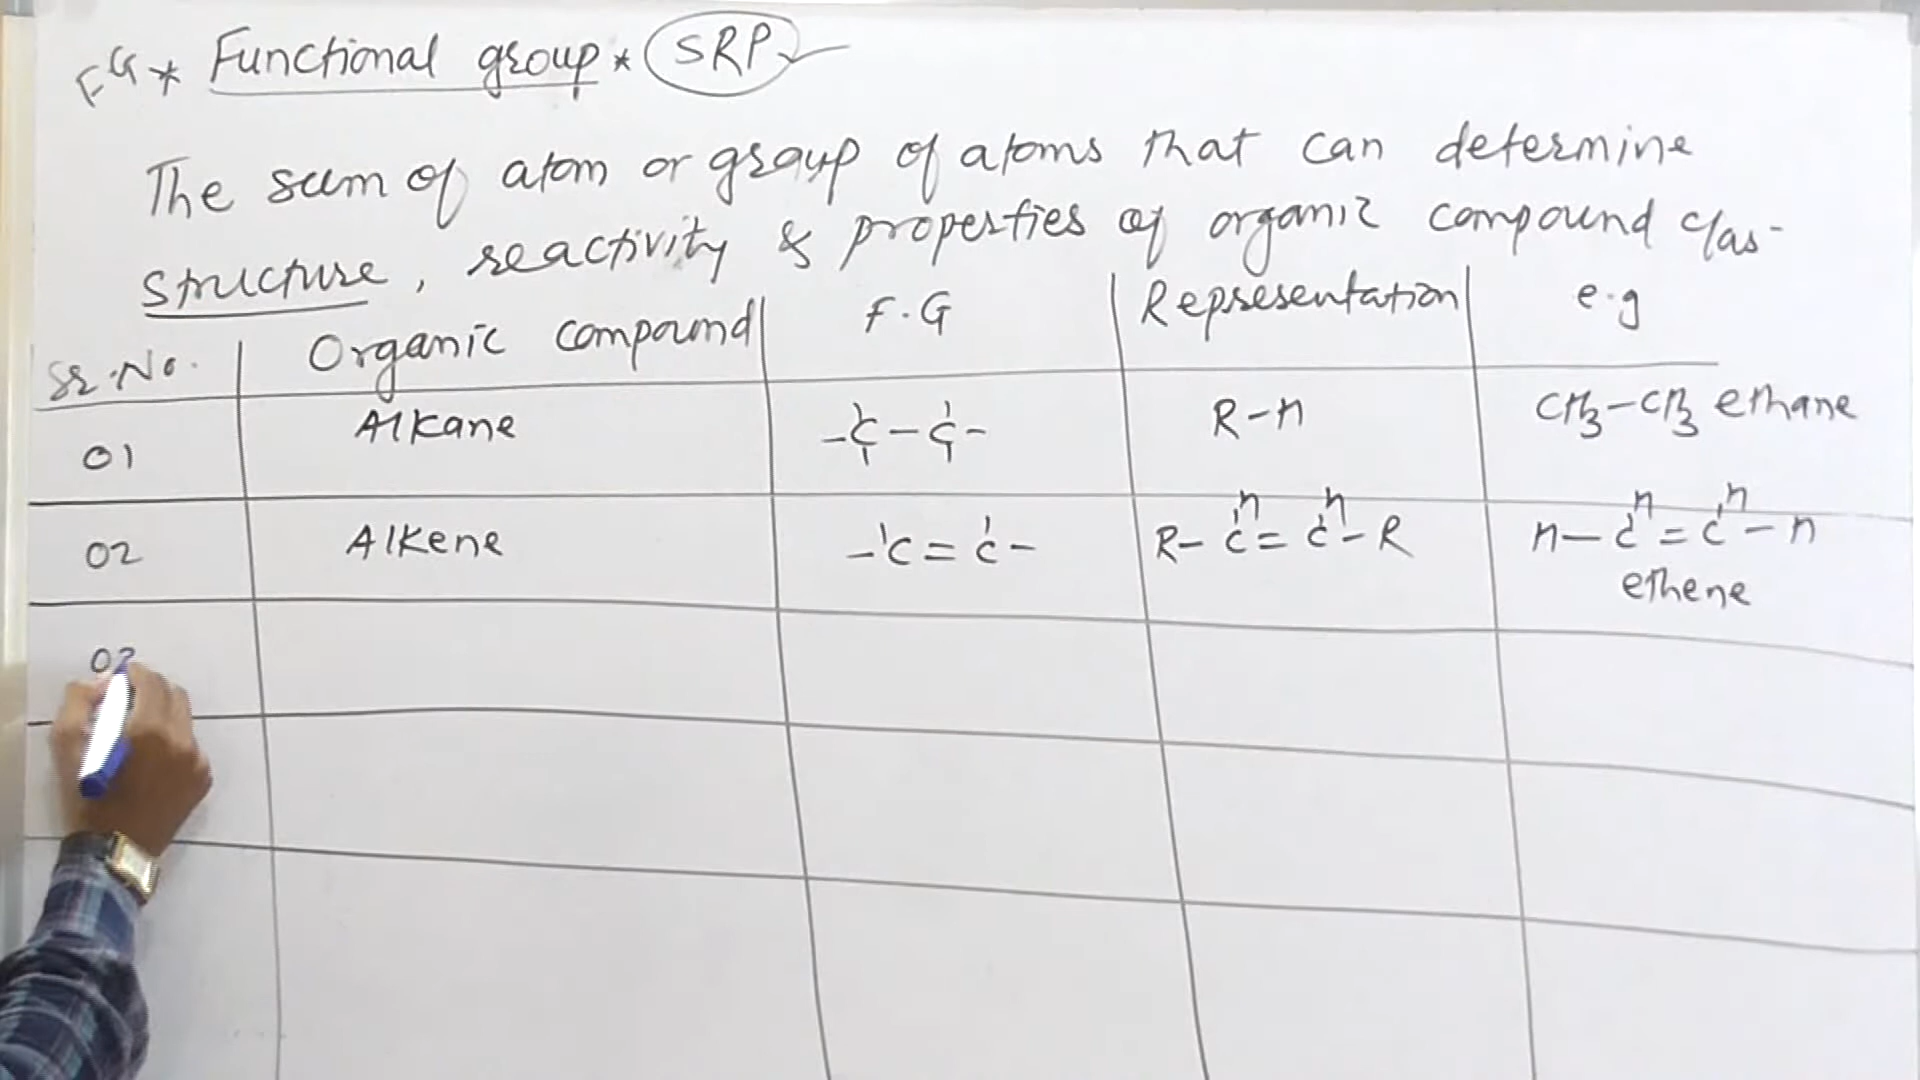 FG * Functional group * SRP
The sum of atom or group of atoms that can determine
structure, reactivity & properties of organic compound clas-
Sr.No. Organic compound F.G Representation e.g
01 Alkane -C-C- R-H CH3-CH3 ethane
02 Alkene -C=C- R-C=C-R H-C=C-H
H H H H
ethene
03